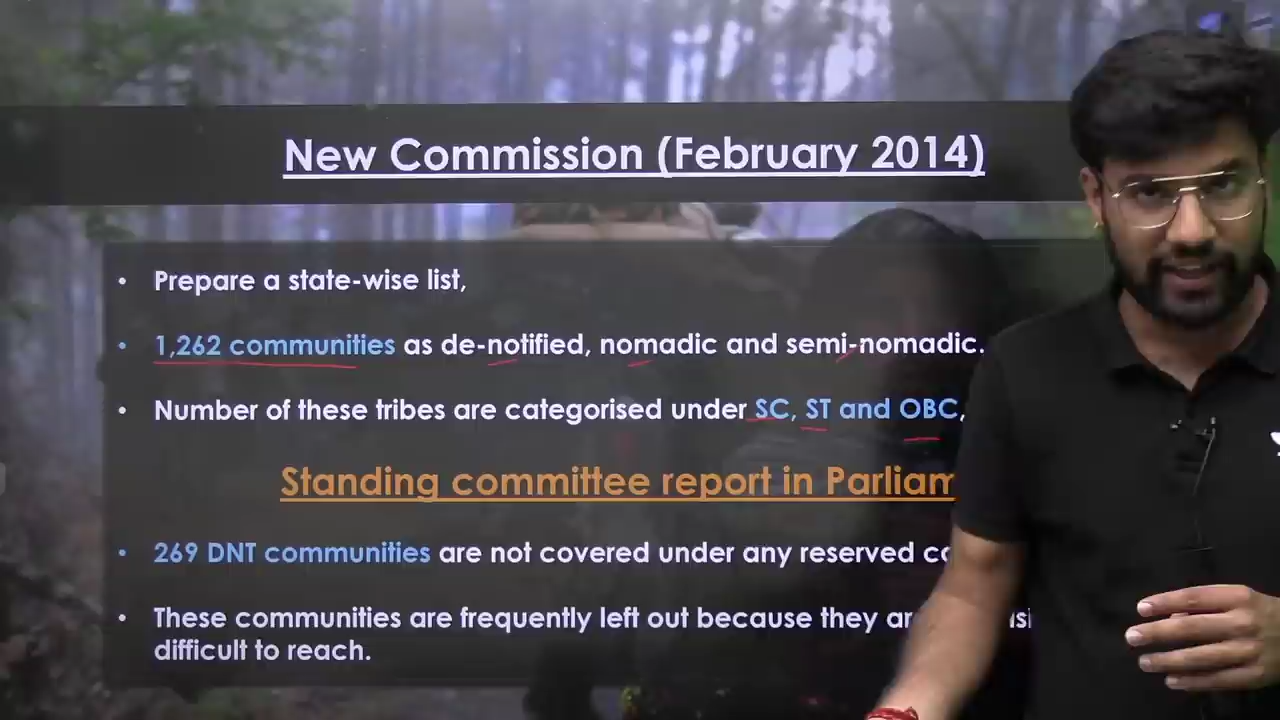 New Commission (February 2014)
• Prepare a state-wise list,
• 1,262 communities as de-notified, nomadic and semi-nomadic.
• Number of these tribes are categorised under SC, ST and OBC,
Standing committee report in
• 269 DNT communities are not covered under any reserved
• These communities are frequently left out because they
difficult to reach.